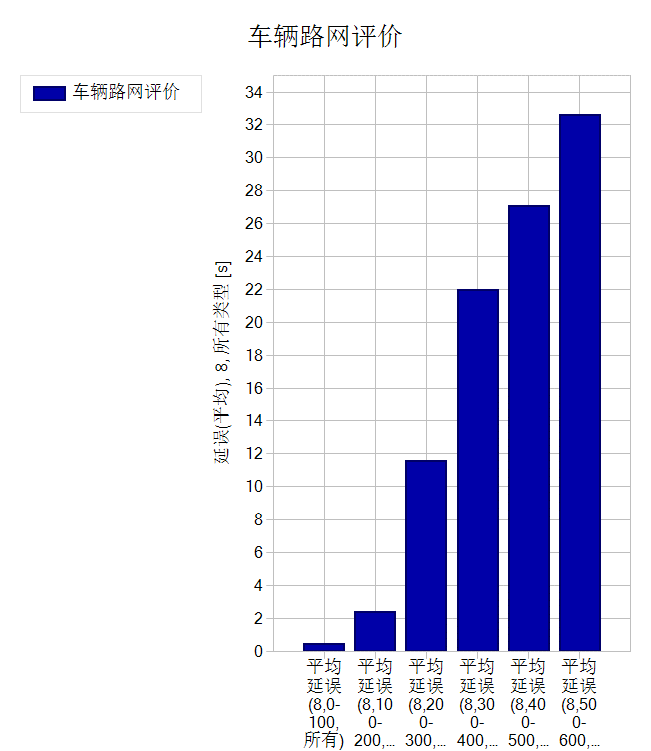 车辆路网评价
车辆路网评价
延误(平均), 8, 所有类型 [s]
34
32
30
28
26
24
22
20
18
16
14
12
10
8
6
4
2
0
平均
延误
(8,0-
100,
所有)
平均
延误
(8,10
0-
200,...
平均
延误
(8,20
0-
300,...
平均
延误
(8,30
0-
400,...
平均
延误
(8,40
0-
500,...
平均
延误
(8,50
0-
600,...